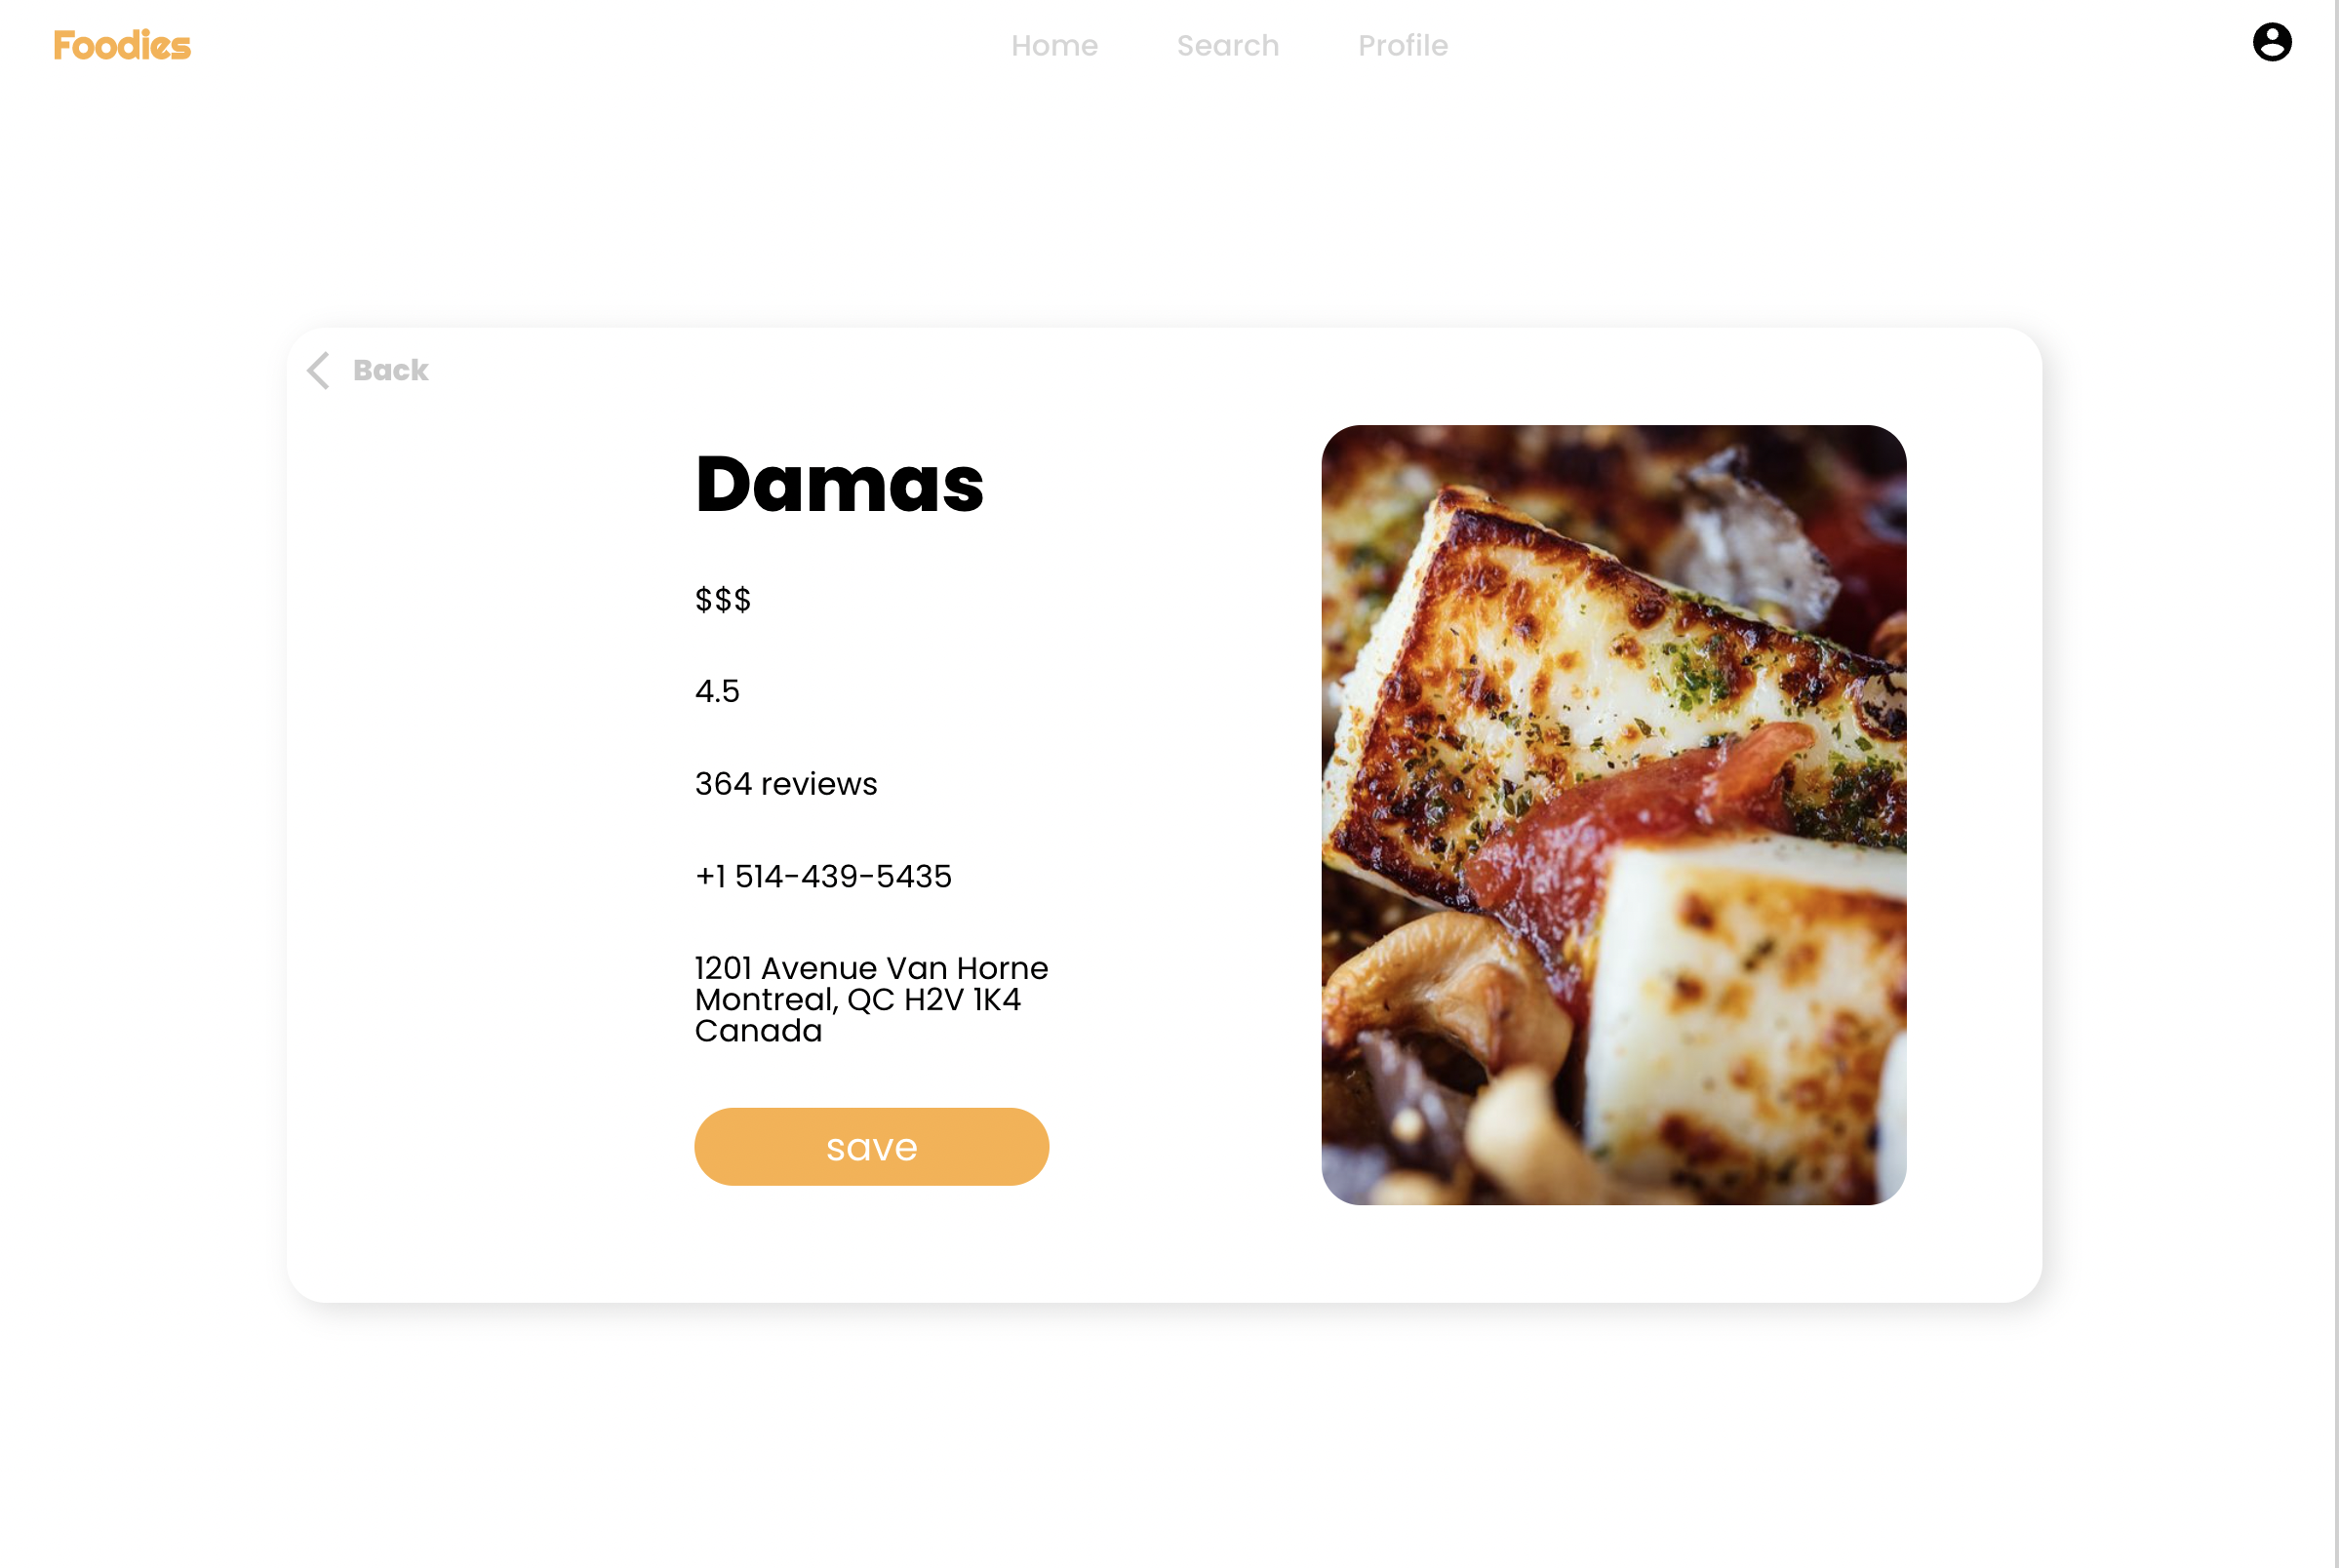 Foodies
Home
Search
Profile
Back
Damas
$$$
4.5
364 reviews
+1 514-439-5435
1201 Avenue Van Horne
Montreal, QC H2V 1K4
Canada
save